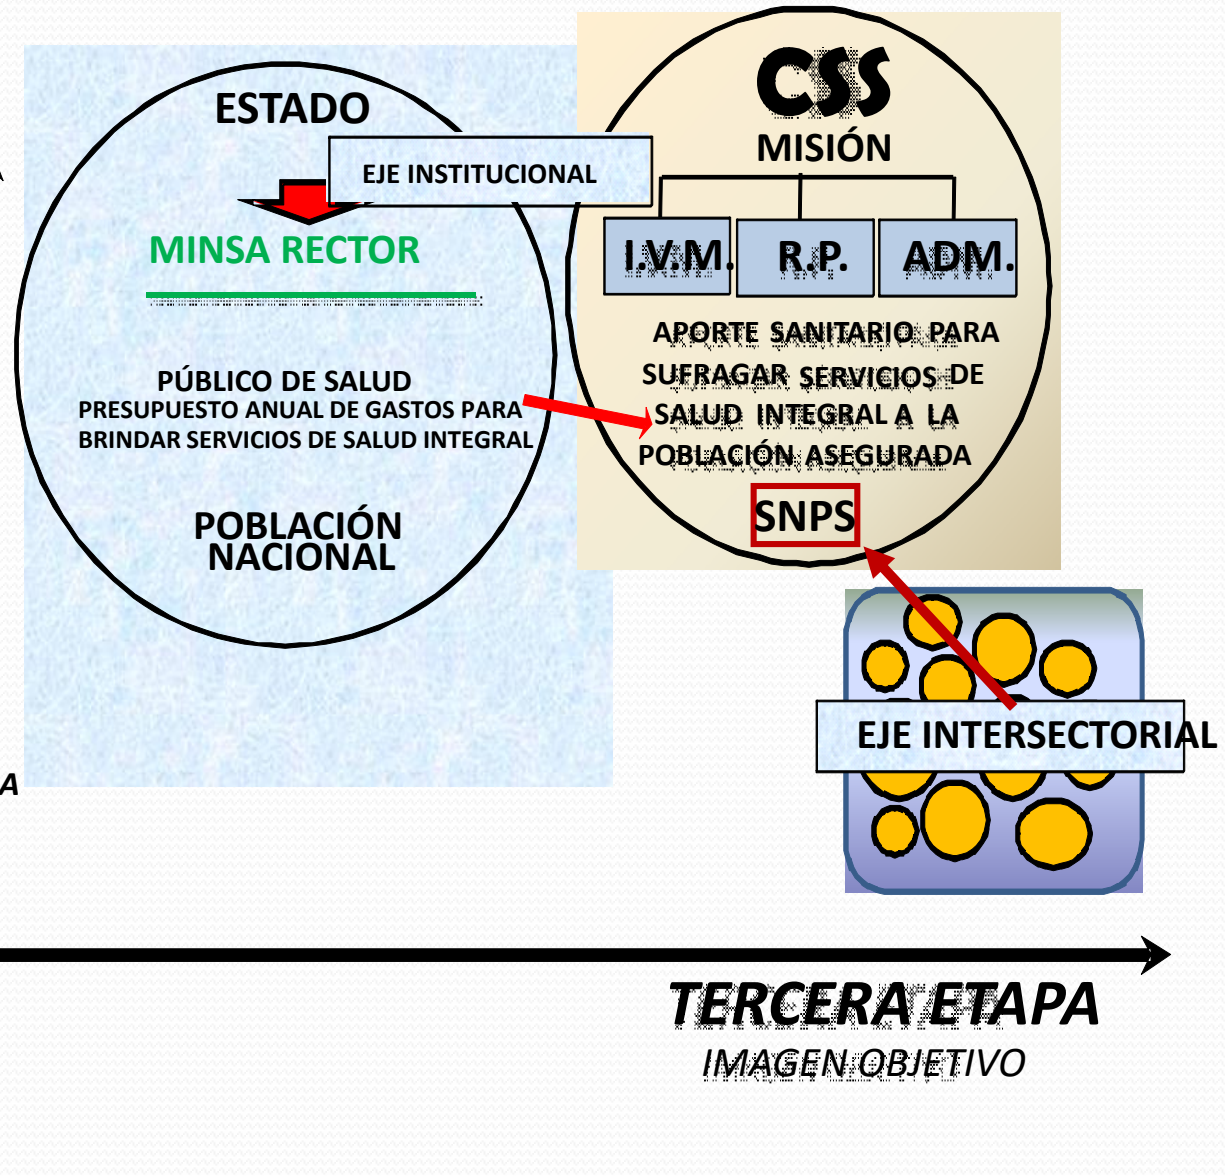 ESTADO
EJE INSTITUCIONAL
MINSA RECTOR
PÚBLICO DE SALUD
PRESUPUESTO ANUAL DE GASTOS PARA
BRINDAR SERVICIOS DE SALUD INTEGRAL
POBLACIÓN
NACIONAL
CSS
MISIÓN
I.V.M.
R.P.
ADM.
APORTE SANITARIO PARA
SUFRAGAR SERVICIOS DE
SALUD INTEGRAL A LA
POBLACIÓN ASEGURADA
SNPS
EJE INTERSECTORIAL
A
TERCERA ETAPA
IMAGEN OBJETIVO